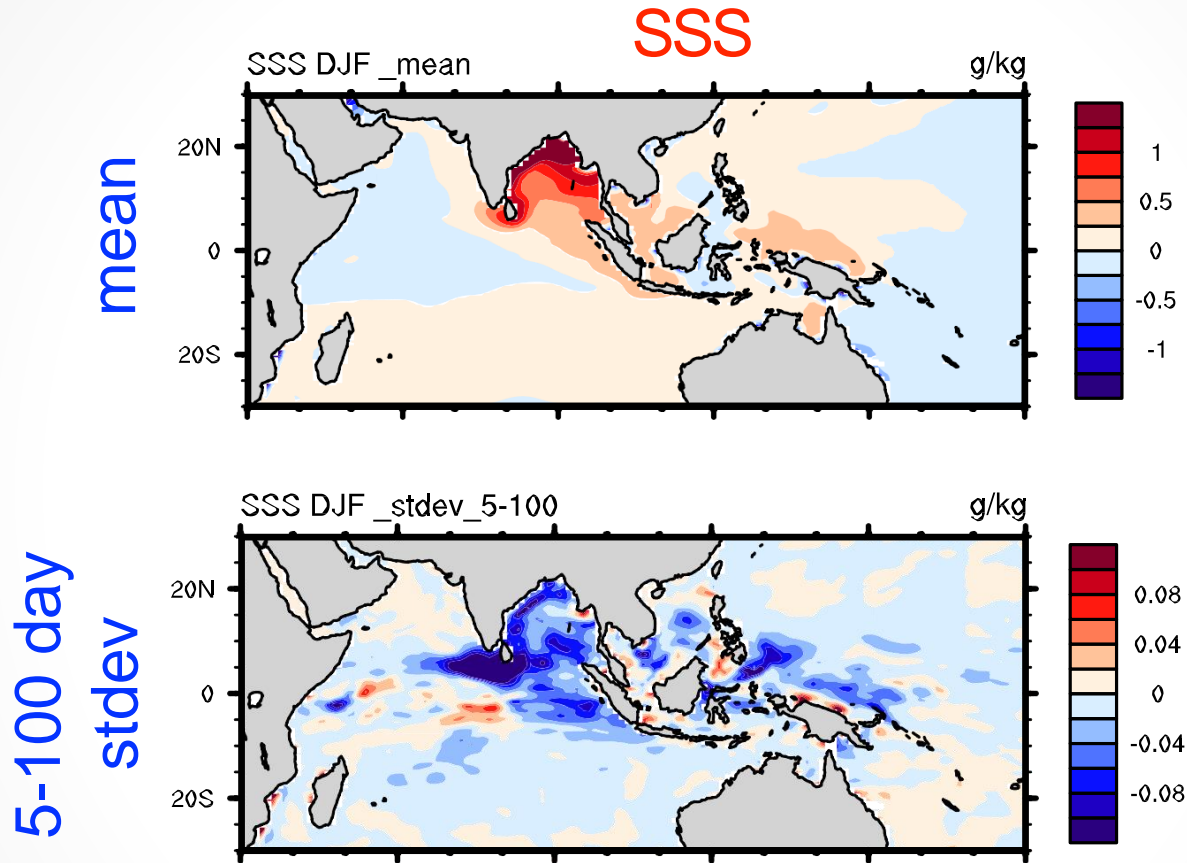 SSS
SSS DJF _mean
g/kg
mean
20N
0
20S
1
0.5
0
-0.5
-1
SSS DJF _stdev_5-100
g/kg
5-100 day
stdev
20N
0
20S
0.08
0.04
0
-0.04
-0.08